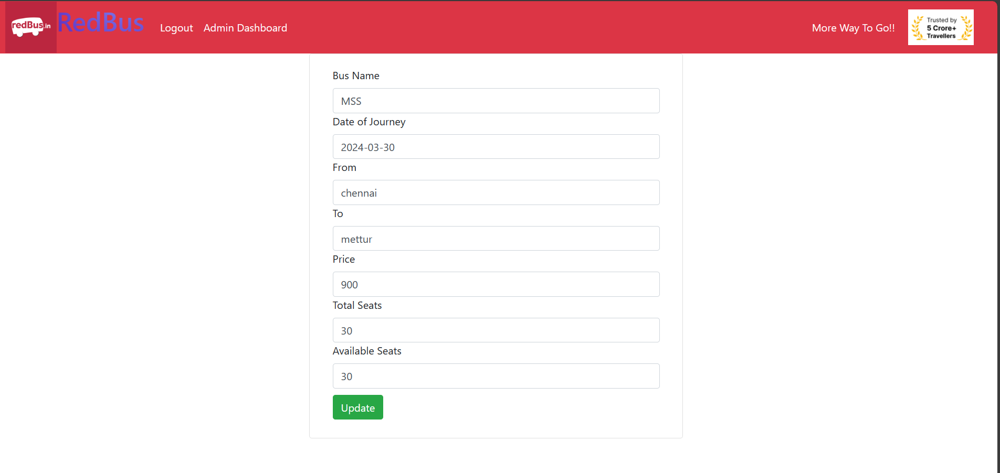 redBus.in
RedBus
Logout
Admin Dashboard
More Way To Go!!
Trusted by
5 Crore+
Travellers
Bus Name
MSS
Date of Journey
2024-03-30
From
chennai
To
mettur
Price
900
Total Seats
30
Available Seats
30
Update